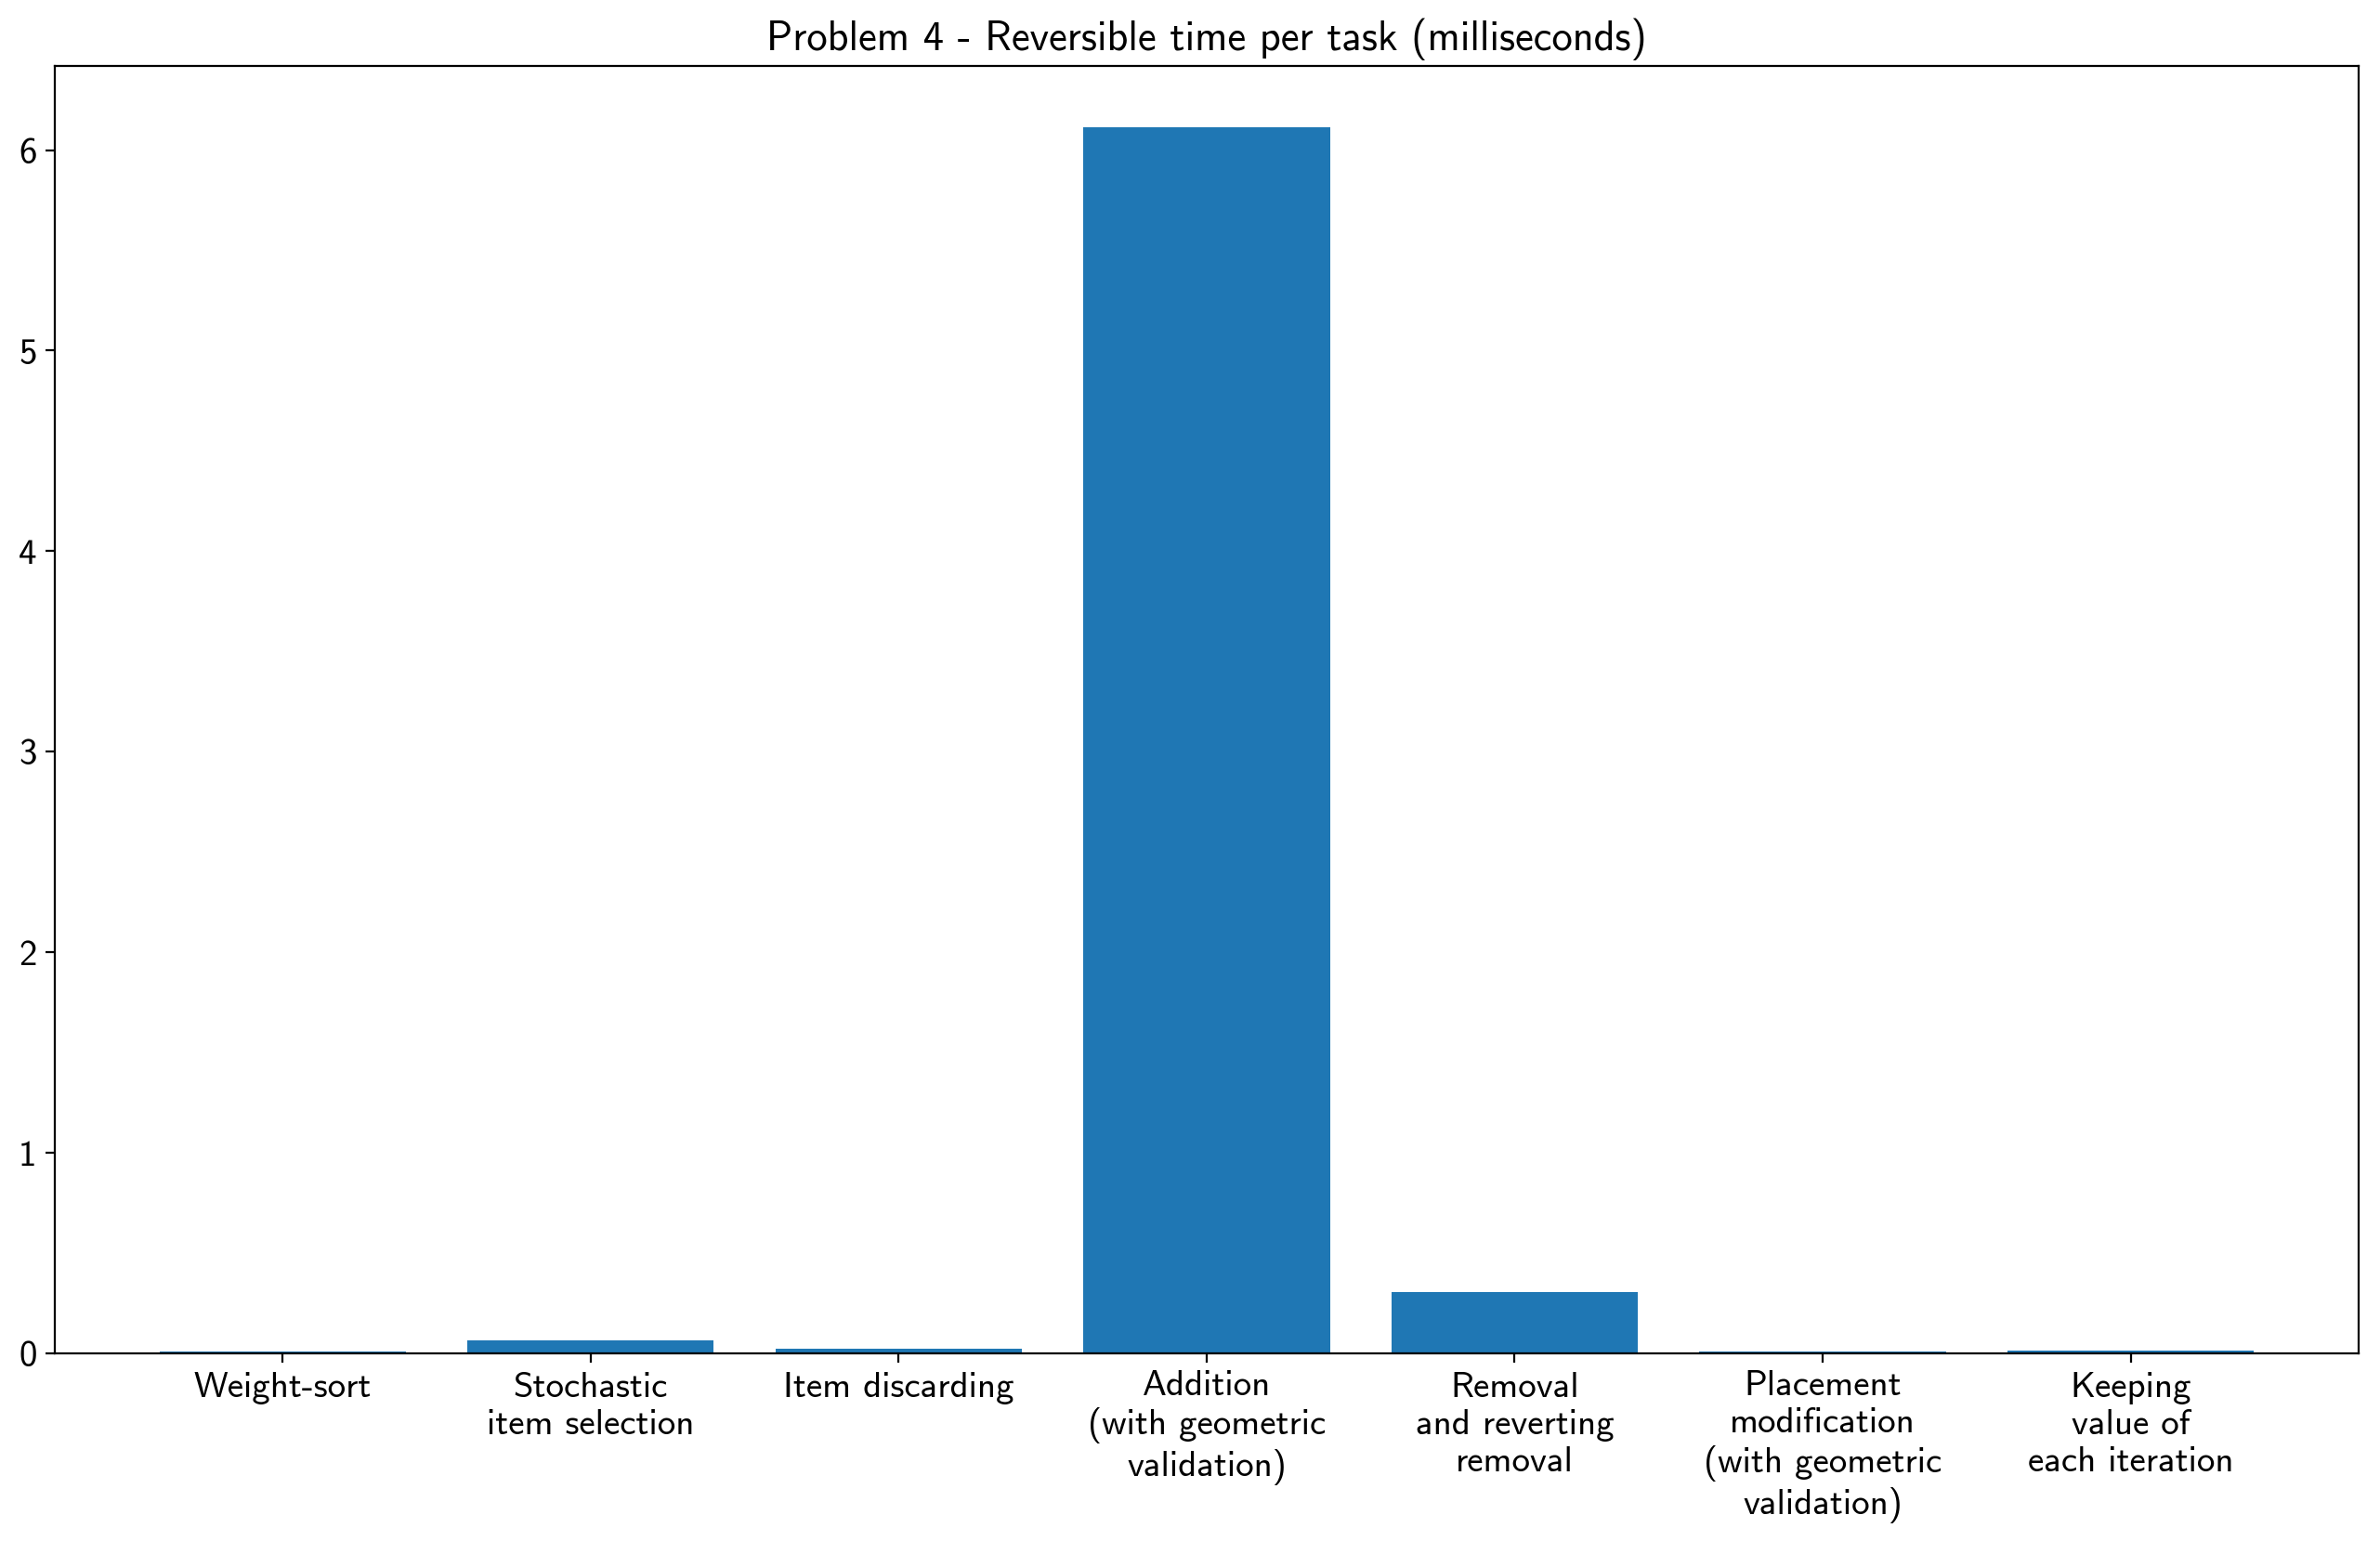 Problem 4 - Reversible time per task (milliseconds)
6
5
4
3
2
1
0
Weight-sort
Stochastic
item selection
Item discarding
Addition
(with geometric
validation)
Removal
and reverting
removal
Placement
modification
(with geometric
validation)
Keeping
value of
each iteration